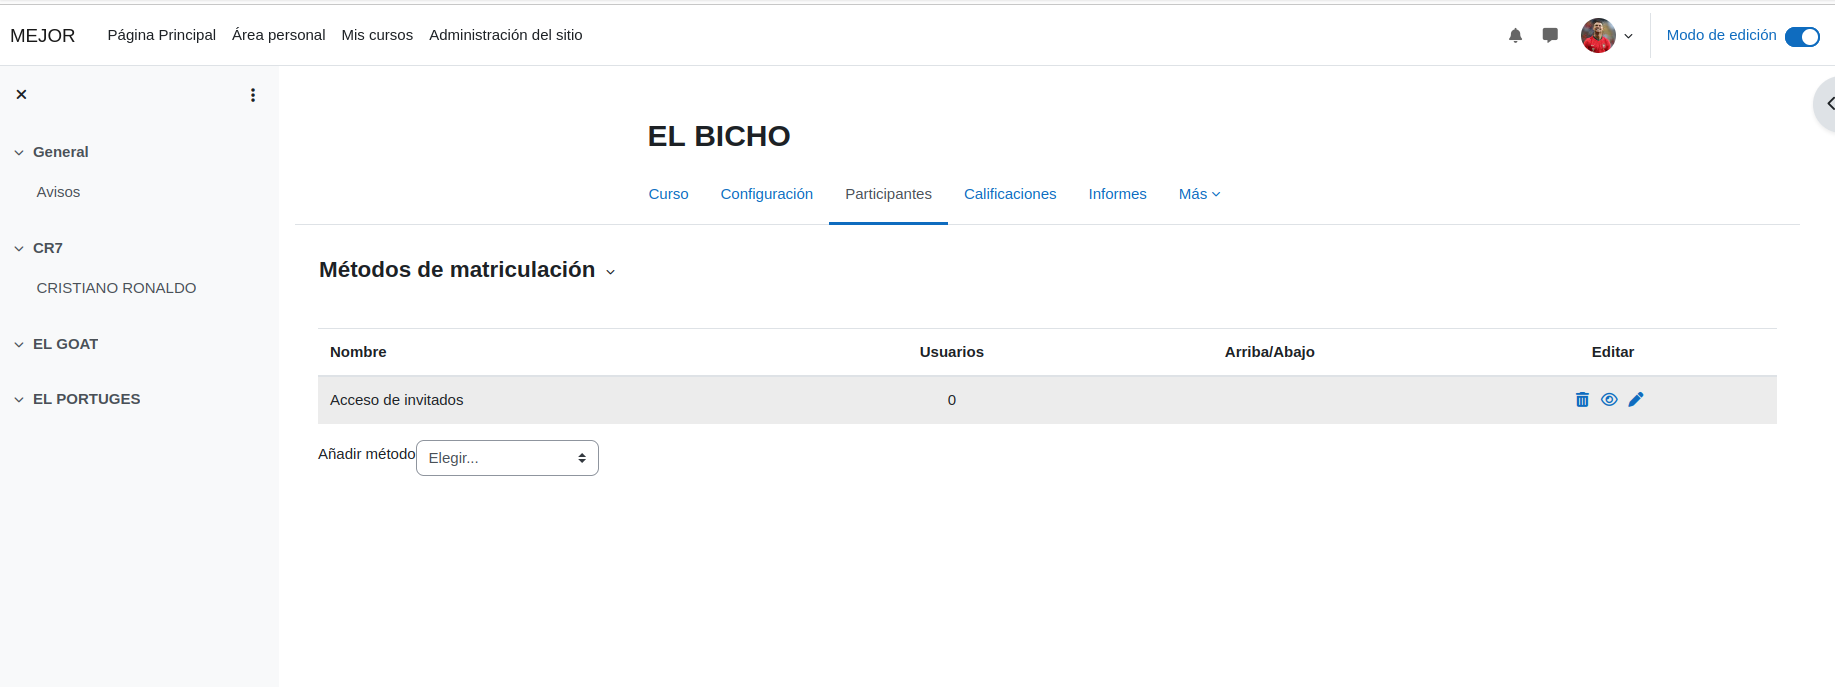 MEJOR Página Principal Área personal Mis cursos Administración del sitio Modo de edición
General
Avisos
CR7
CRISTIANO RONALDO
EL GOAT
EL PORTUGES
EL BICHO
Curso Configuración Participantes Calificaciones Informes Más
Métodos de matriculación
Nombre Usuarios Arriba/Abajo Editar
Acceso de invitados 0
Añadir método Elegir...